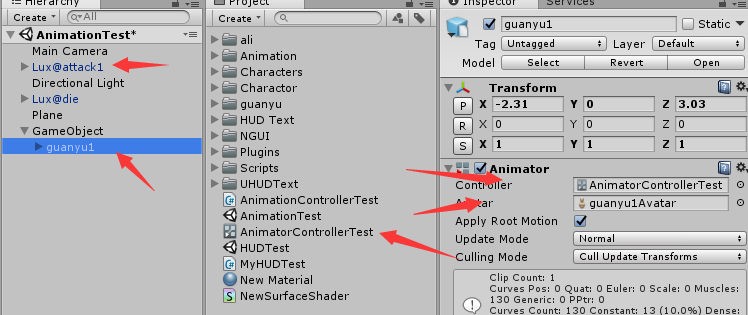 Hierarchy
Create
All
AnimationTest*
Main Camera
Lux@attack1
Directional Light
Lux@die
Plane
GameObject
guanyu1
Project
Create
ali
Animation
Characters
Charactor
guanyu
HUD Text
NGUI
Plugins
Scripts
UHUDText
AnimationControllerTest
AnimationTest
AnimatorControllerTest
HUDTest
MyHUDTest
New Material
NewSurfaceShader
Inspector
Services
guanyu1
Static
Tag Untagged Layer Default
Model Select Revert Open
Transform
P X -2.31 Y 0 Z 3.03
R X 0 Y 0 Z 0
S X 1 Y 1 Z 1
Animator
Controller AnimatorControllerTest
Avatar guanyu1Avatar
Apply Root Motion
Update Mode Normal
Culling Mode Cull Update Transforms
Clip Count: 1
Curves Pos: 0 Quat: 0 Euler: 0 Scale: 0 Muscles:
130 Generic: 0 PPtr: 0
Curves Count: 130 Constant: 13 (10.0%) Dense: